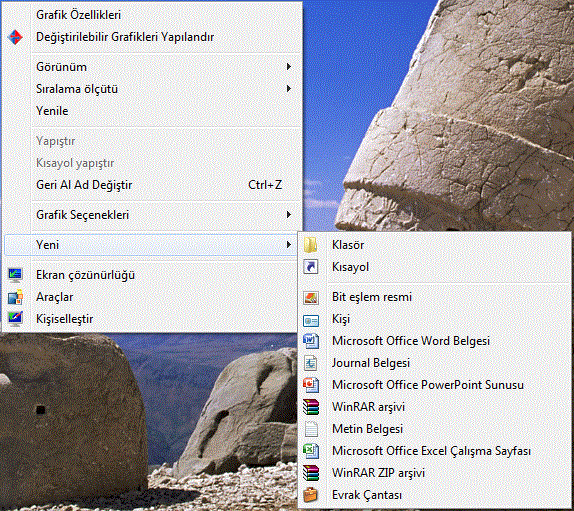 Grafik Özellikleri
Değiştirilebilir Grafikleri Yapılandır
Görünüm
Sıralama ölçütü
Yenile
Yapıştır
Kısayol yapıştır
Geri Al Ad Değiştir Ctrl+Z
Grafik Seçenekleri
Yeni
Ekran çözünürlüğü
Araçlar
Kişiselleştir
Klasör
Kısayol
Bit eşlem resmi
Kişi
Microsoft Office Word Belgesi
Journal Belgesi
Microsoft Office PowerPoint Sunusu
WinRAR arşivi
Metin Belgesi
Microsoft Office Excel Çalışma Sayfası
WinRAR ZIP arşivi
Evrak Çantası